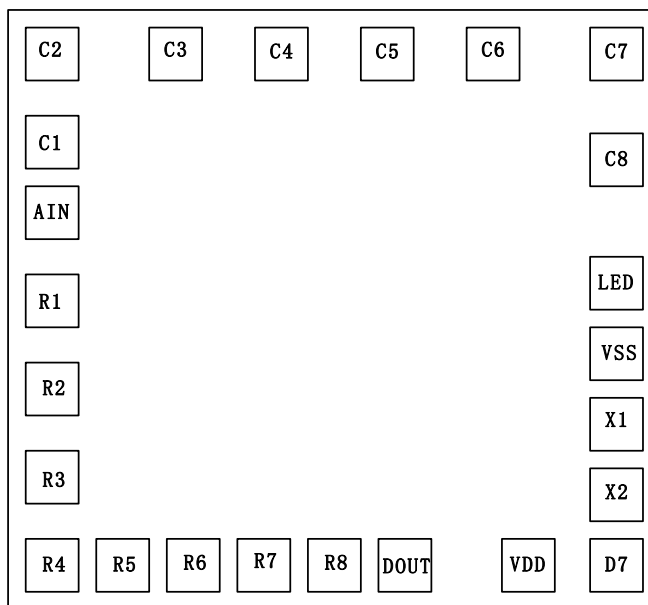 C2 C3 C4 C5 C6 C7
C1
C8
AIN
LED
R1
VSS
R2
X1
R3
X2
R4 R5 R6 R7 R8 DOUT VDD D7